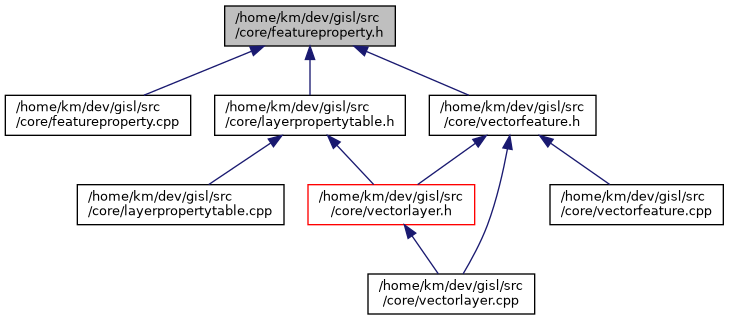 /home/km/dev/gisl/src
/core/featureproperty.h
/home/km/dev/gisl/src
/core/featureproperty.cpp
/home/km/dev/gisl/src
/core/layerpropertytable.h
/home/km/dev/gisl/src
/core/vectorfeature.h
/home/km/dev/gisl/src
/core/layerpropertytable.cpp
/home/km/dev/gisl/src
/core/vectorlayer.h
/home/km/dev/gisl/src
/core/vectorfeature.cpp
/home/km/dev/gisl/src
/core/vectorlayer.cpp